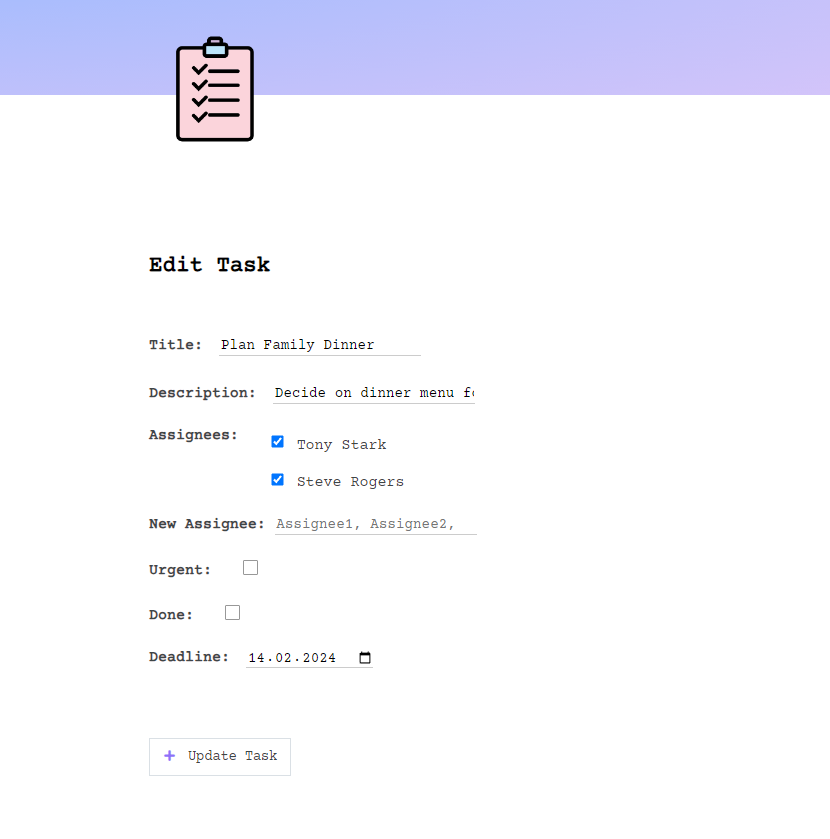 Edit Task
Title: Plan Family Dinner
Description: Decide on dinner menu
Assignees: Tony Stark
Steve Rogers
New Assignee: Assignee1, Assignee2,
Urgent:
Done:
Deadline: 14.02.2024
+ Update Task